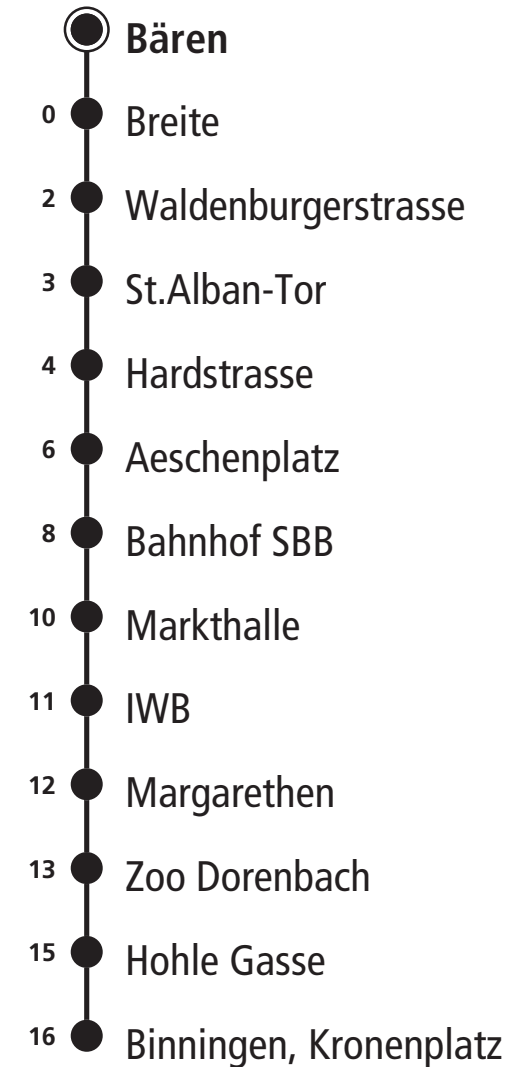 Bären
0 Breite
2 Waldenburgerstrasse
3 St.Alban-Tor
4 Hardstrasse
6 Aeschenplatz
8 Bahnhof SBB
10 Markthalle
11 IWB
12 Margarethen
13 Zoo Dorenbach
15 Hohle Gasse
16 Binningen, Kronenplatz